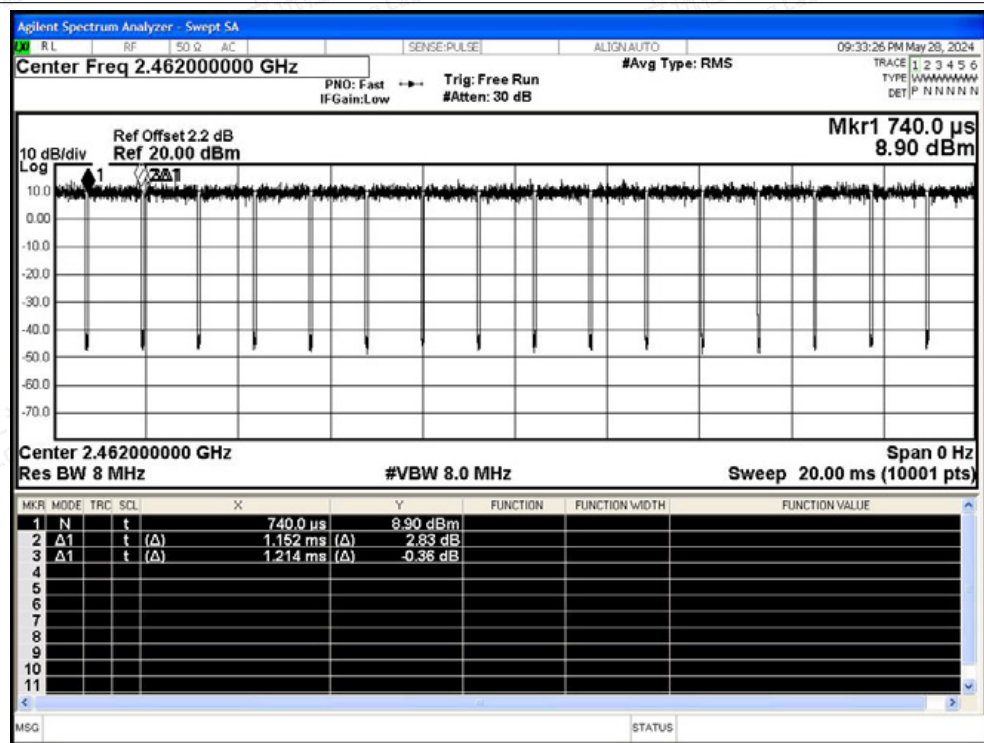 Agilent Spectrum Analyzer - Swept SA
LXI RL RF 50 Ω AC SENSE:PULSE ALIGNAUTO 09:33:26 PM May 28, 2024
Center Freq 2.462000000 GHz #Avg Type: RMS TRACE 1 2 3 4 5 6
PNO: Fast Trig: Free Run TYPE WWWWWW
IFGain:Low #Atten: 30 dB DET P N N N N N
Mkr1 740.0 µs
Ref Offset 2.2 dB
10 dB/div Ref 20.00 dBm 8.90 dBm
Log
1 2Δ1
10.0
0.00
-10.0
-20.0
-30.0
-40.0
-50.0
-60.0
-70.0
Center 2.462000000 GHz Span 0 Hz
Res BW 8 MHz #VBW 8.0 MHz Sweep 20.00 ms (10001 pts)
MKR MODE TRC SCL X Y FUNCTION FUNCTION WIDTH FUNCTION VALUE
1 N t 740.0 µs 8.90 dBm
2 Δ1 t (Δ) 1.152 ms (Δ) 2.83 dB
3 Δ1 t (Δ) 1.214 ms (Δ) -0.36 dB
4
5
6
7
8
9
10
11
MSG STATUS